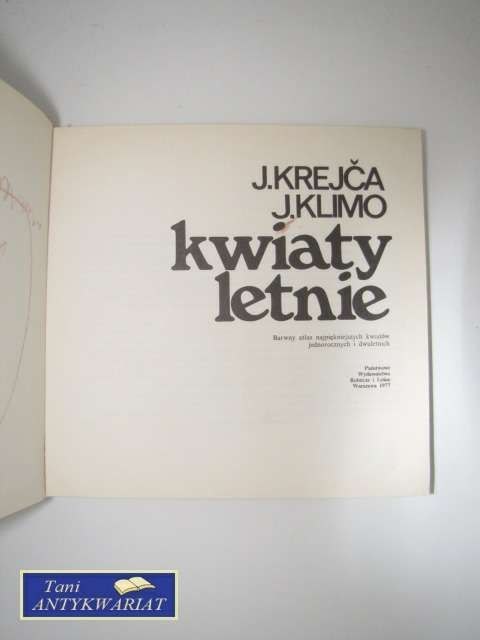 J.KREJČA
J.KLIMO
kwiaty
letnie
Barwny atlas najpiękniejszych kwiatów
jednorocznych i dwuletnich
Państwowe
Wydawnictwo
Rolnicze i Leśne
Warszawa 1977
Tani
ANTYKWARIAT